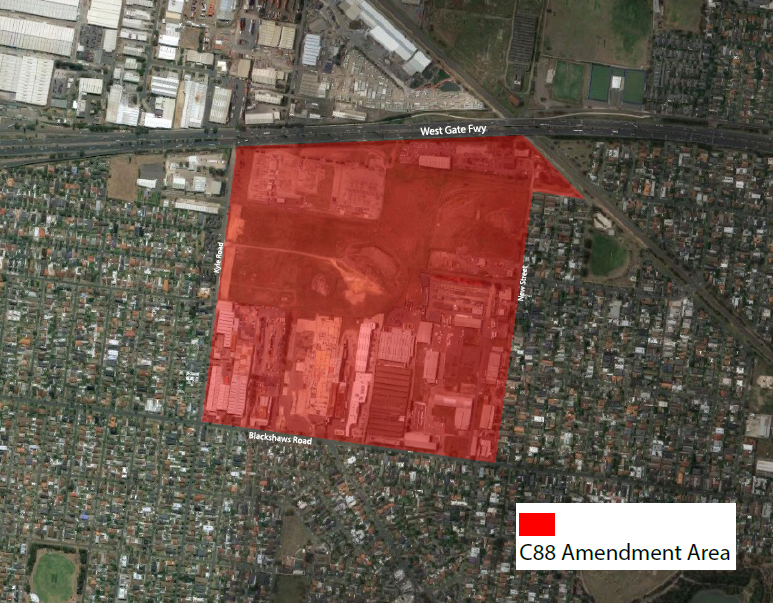 West Gate Fwy
Kyle Road
New Street
Blackshaws Road
C88 Amendment Area